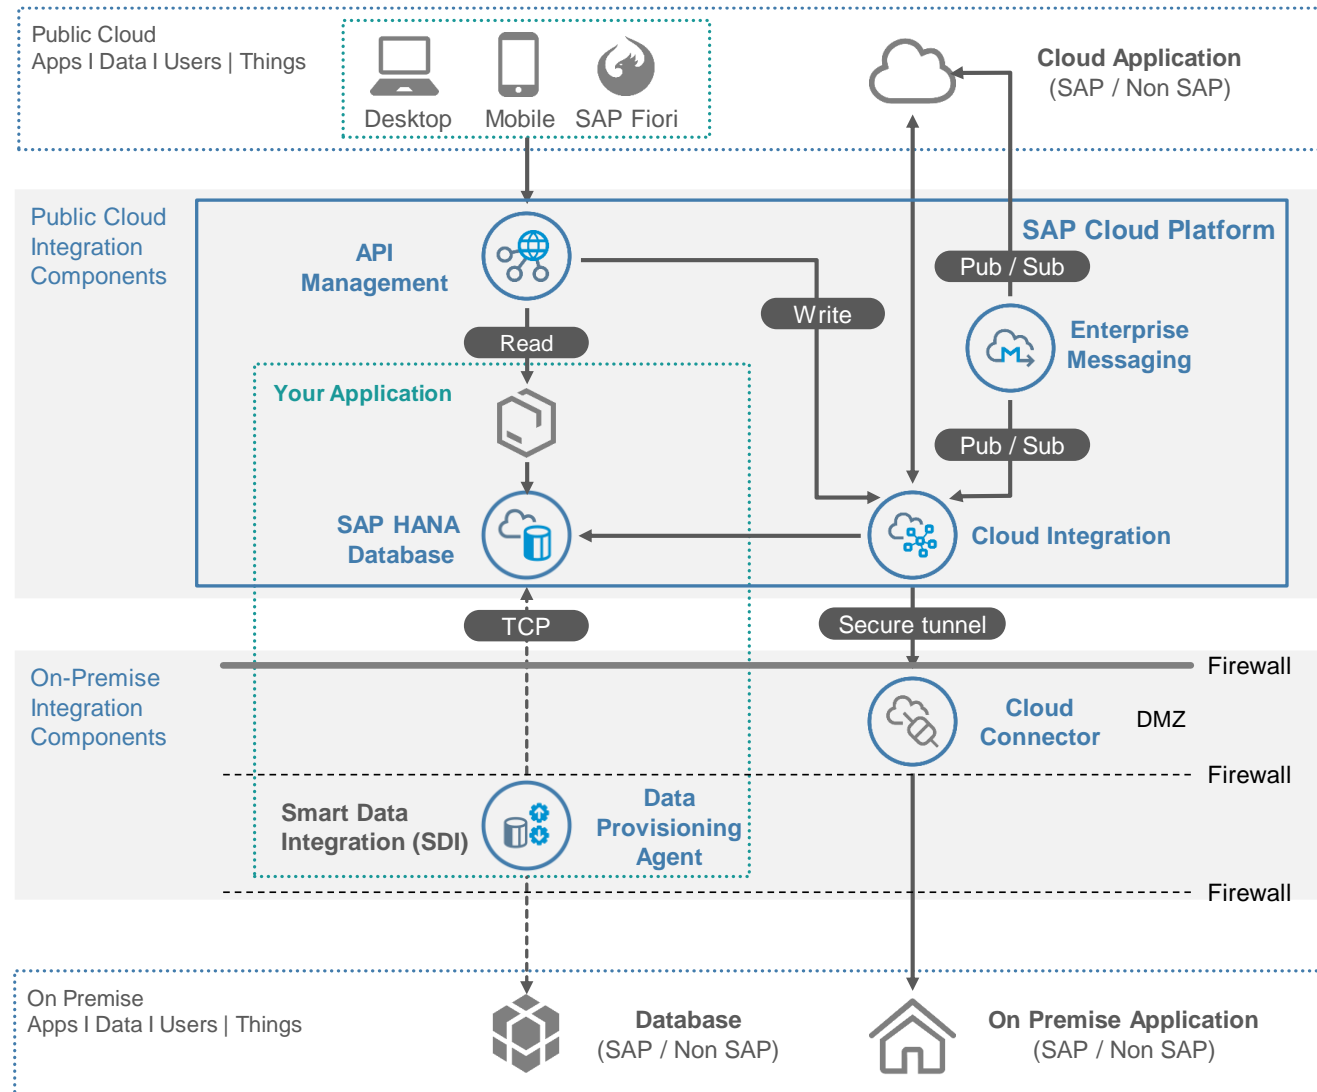 Public Cloud
Apps I Data I Users | Things
Desktop
Mobile
SAP Fiori
Cloud Application
(SAP / Non SAP)
Public Cloud
Integration
Components
SAP Cloud Platform
API
Management
Pub / Sub
Write
Read
Enterprise
Messaging
Your Application
Pub / Sub
SAP HANA
Database
Cloud Integration
TCP
Secure tunnel
On-Premise
Integration
Components
Firewall
Cloud
Connector
DMZ
Firewall
Smart Data
Integration (SDI)
Data
Provisioning
Agent
Firewall
On Premise
Apps I Data I Users | Things
Database
(SAP / Non SAP)
On Premise Application
(SAP / Non SAP)